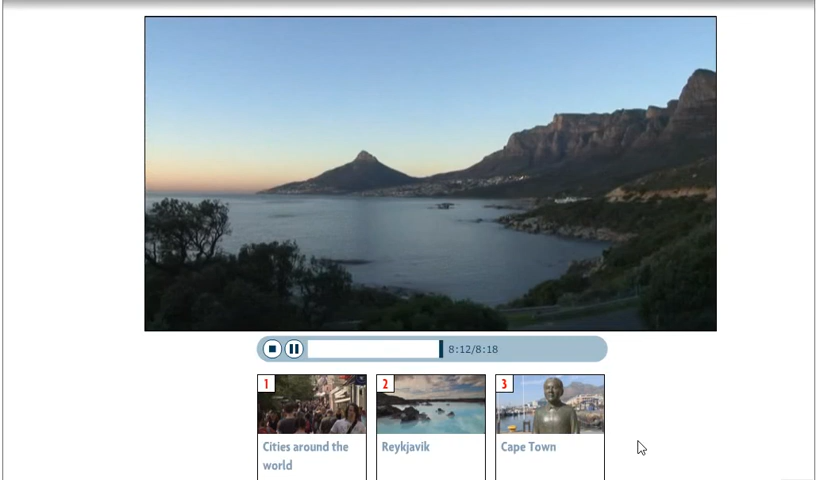 8:12/8:18
1
2
3
Cities around the
world
Reykjavik
Cape Town